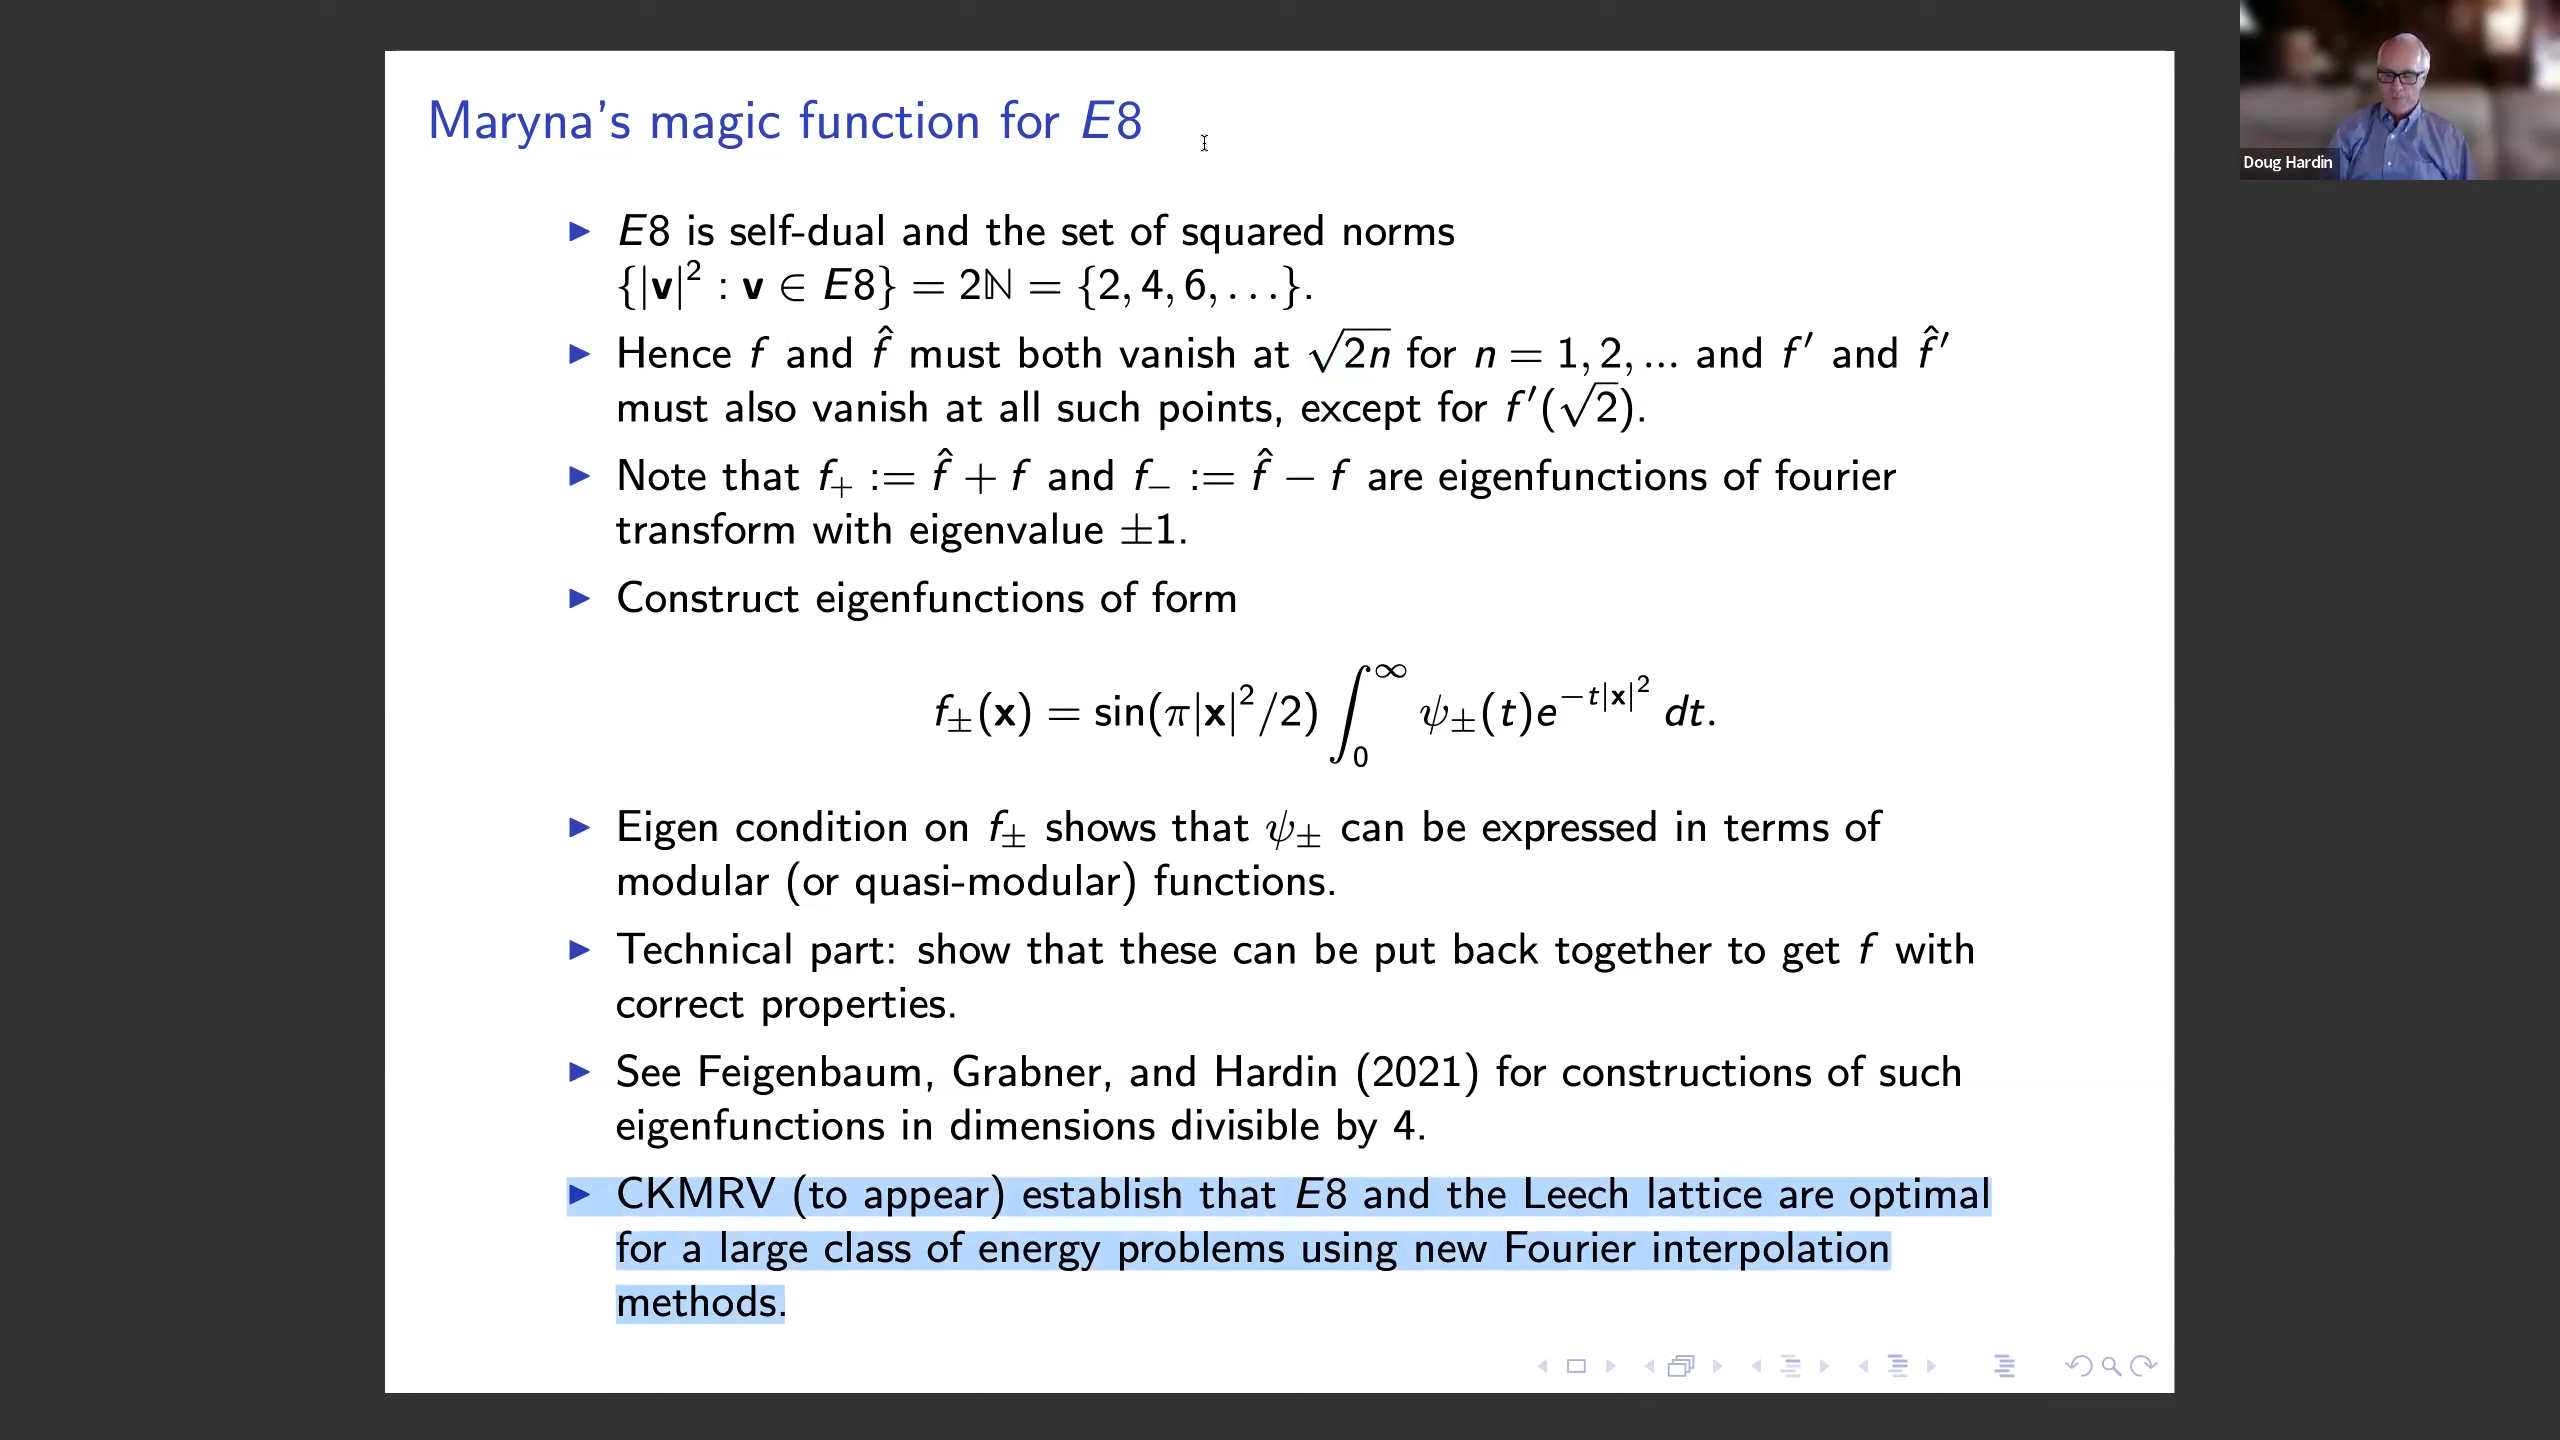 Maryna's magic function for E8
Doug Hardin
▶ E8 is self-dual and the set of squared norms
{|v|² : v ∈ E8} = 2ℕ = {2, 4, 6, . . .}.
▶ Hence f and f̂ must both vanish at √2n for n = 1, 2, ... and f′ and f̂′
must also vanish at all such points, except for f′(√2).
▶ Note that f₊ := f̂ + f and f₋ := f̂ − f are eigenfunctions of fourier
transform with eigenvalue ±1.
▶ Construct eigenfunctions of form
f±(x) = sin(π|x|²/2) ∫₀^∞ ψ±(t)e^{−t|x|²} dt.
▶ Eigen condition on f± shows that ψ± can be expressed in terms of
modular (or quasi-modular) functions.
▶ Technical part: show that these can be put back together to get f with
correct properties.
▶ See Feigenbaum, Grabner, and Hardin (2021) for constructions of such
eigenfunctions in dimensions divisible by 4.
▶ CKMRV (to appear) establish that E8 and the Leech lattice are optimal
for a large class of energy problems using new Fourier interpolation
methods.